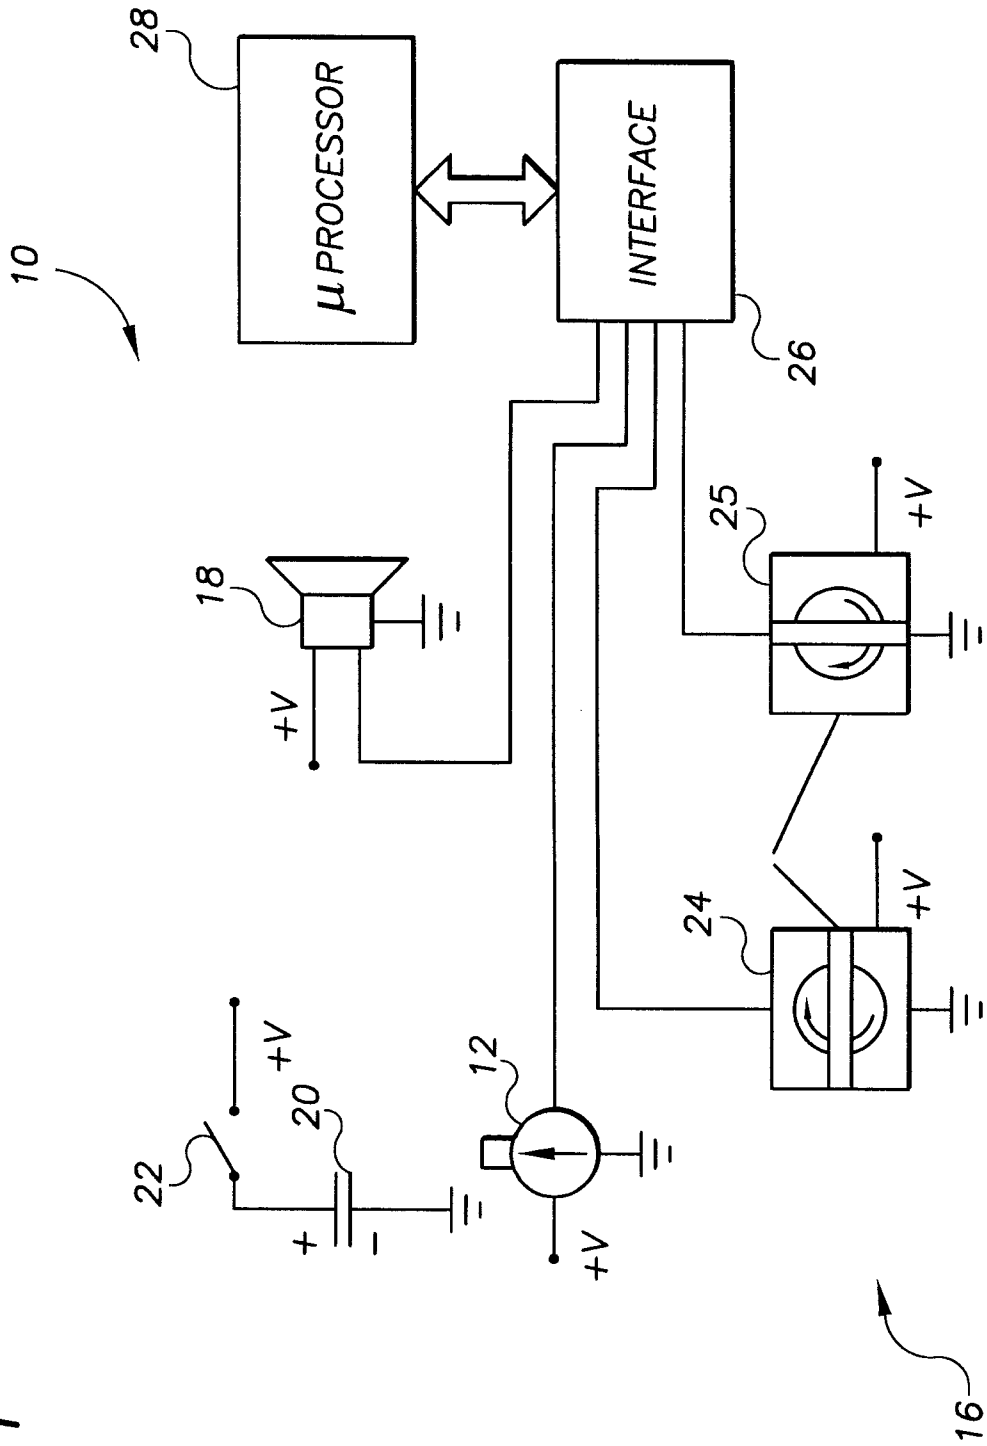 10
28
μPROCESSOR
INTERFACE
26
18
+V
25
+V
22
+V
20
+
−
12
+V
24
+V
16